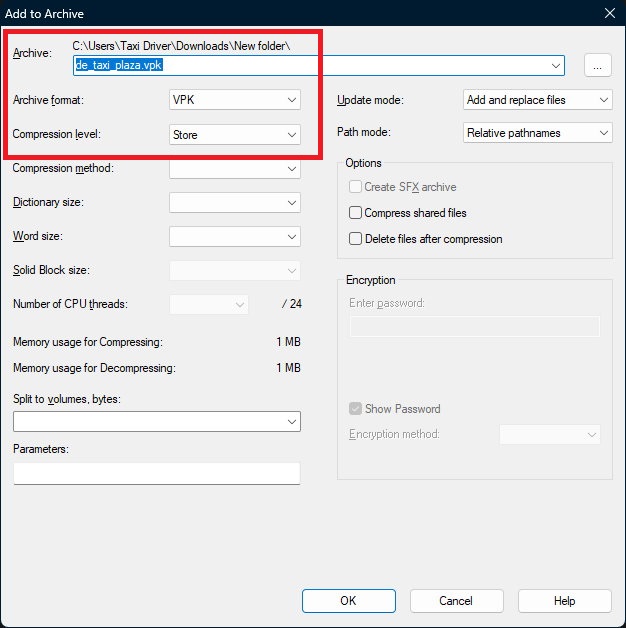 Add to Archive
Archive:
C:\Users\Taxi Driver\Downloads\New folder\
de_taxi_plaza.vpk
...
Archive format:
VPK
Compression level:
Store
Compression method:
Dictionary size:
Word size:
Solid Block size:
Number of CPU threads:
/ 24
Memory usage for Compressing:
1 MB
Memory usage for Decompressing:
1 MB
Split to volumes, bytes:
Parameters:
Update mode:
Add and replace files
Path mode:
Relative pathnames
Options
Create SFX archive
Compress shared files
Delete files after compression
Encryption
Enter password:
Show Password
Encryption method:
OK
Cancel
Help